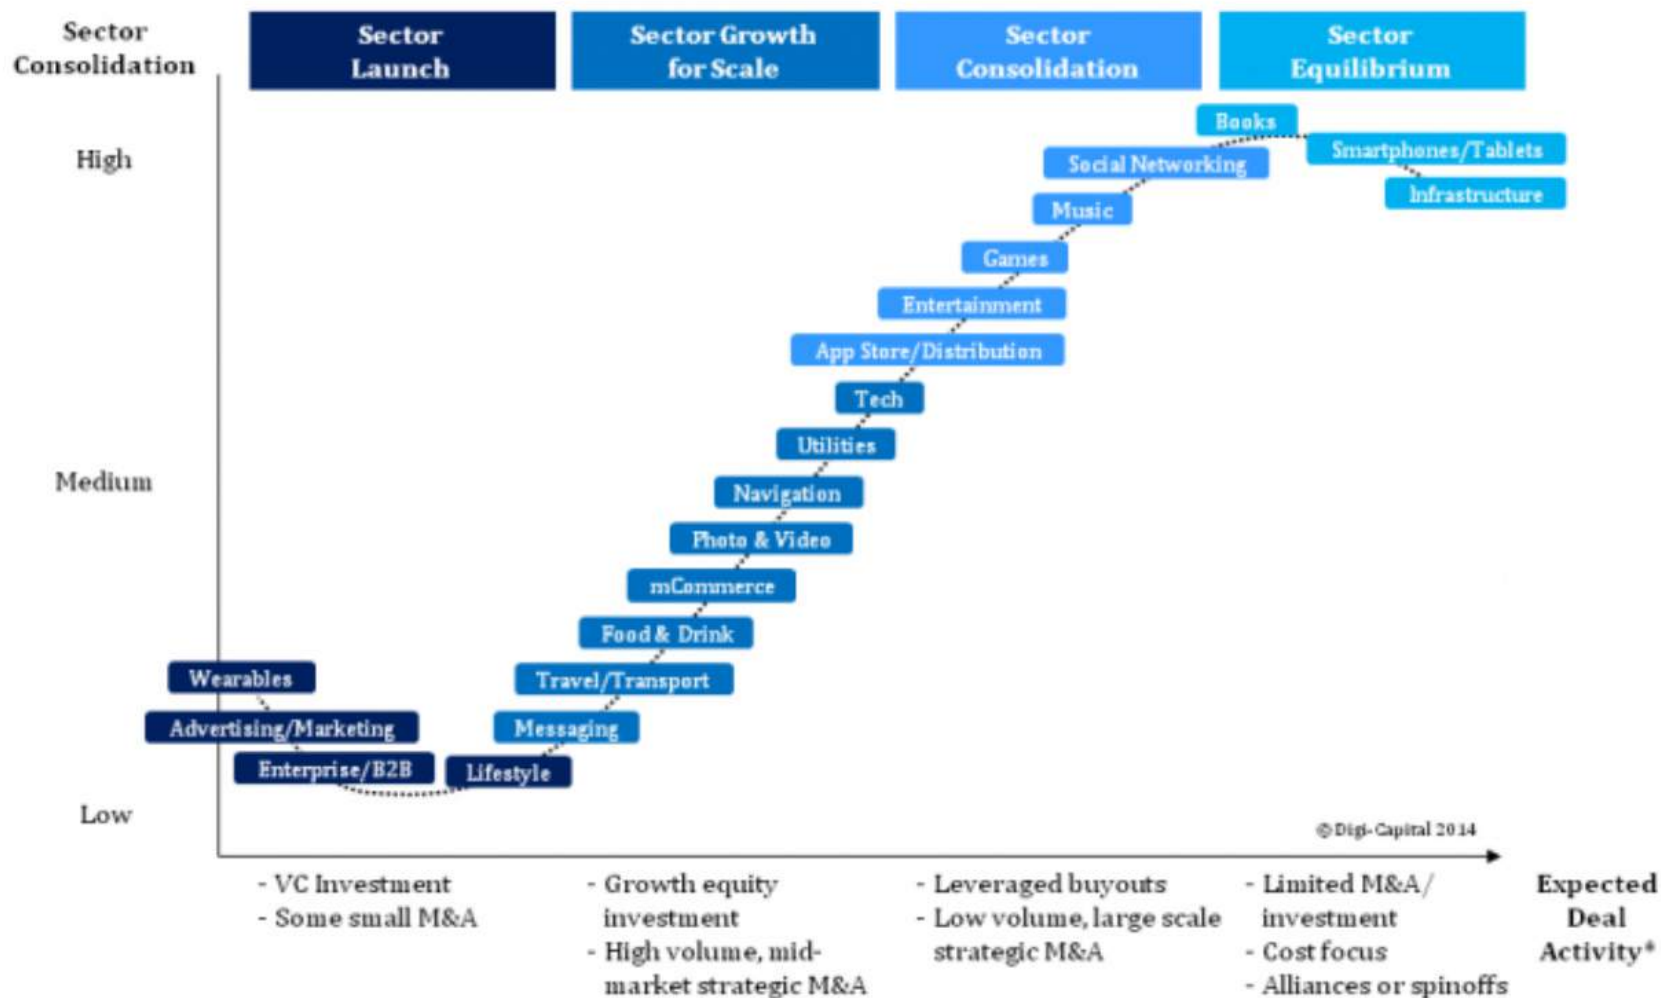 Sector
Consolidation
Sector
Launch
Sector Growth
for Scale
Sector
Consolidation
Sector
Equilibrium
High
Medium
Low
Books
Smartphones/Tablets
Social Networking
Infrastructure
Music
Games
Entertainment
App Store/Distribution
Tech
Utilities
Navigation
Photo & Video
mCommerce
Food & Drink
Wearables
Travel/Transport
Advertising/Marketing
Messaging
Enterprise/B2B
Lifestyle
©Digi-Capital 2014
- VC Investment
- Some small M&A
- Growth equity
investment
- High volume, mid-
market strategic M&A
- Leveraged buyouts
- Low volume, large scale
strategic M&A
- Limited M&A/
investment
- Cost focus
- Alliances or spinoffs
Expected
Deal
Activity*